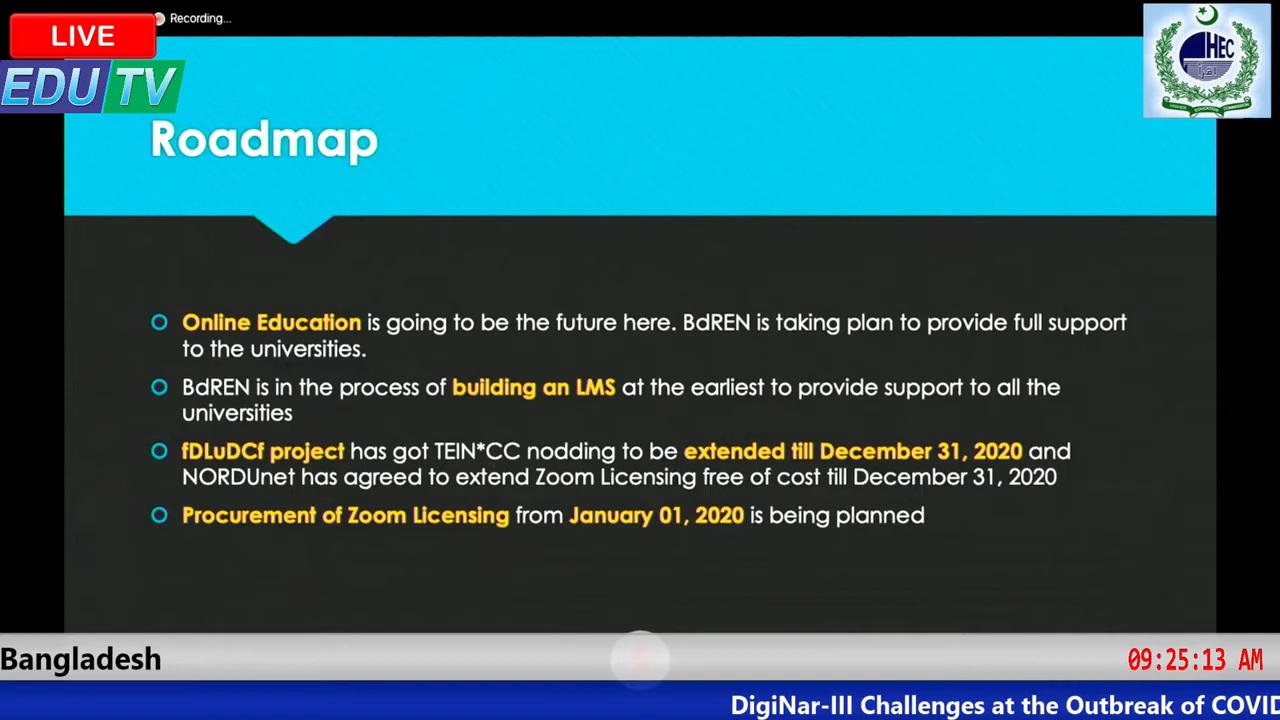 Recording...
LIVE
EDU TV
HEC
Roadmap
Online Education is going to be the future here. BdREN is taking plan to provide full support
to the universities.
BdREN is in the process of building an LMS at the earliest to provide support to all the
universities
fDLuDCf project has got TEIN*CC nodding to be extended till December 31, 2020 and
NORDUnet has agreed to extend Zoom Licensing free of cost till December 31, 2020
Procurement of Zoom Licensing from January 01, 2020 is being planned
Bangladesh
09:25:13 AM
DigiNar-III Challenges at the Outbreak of COVID